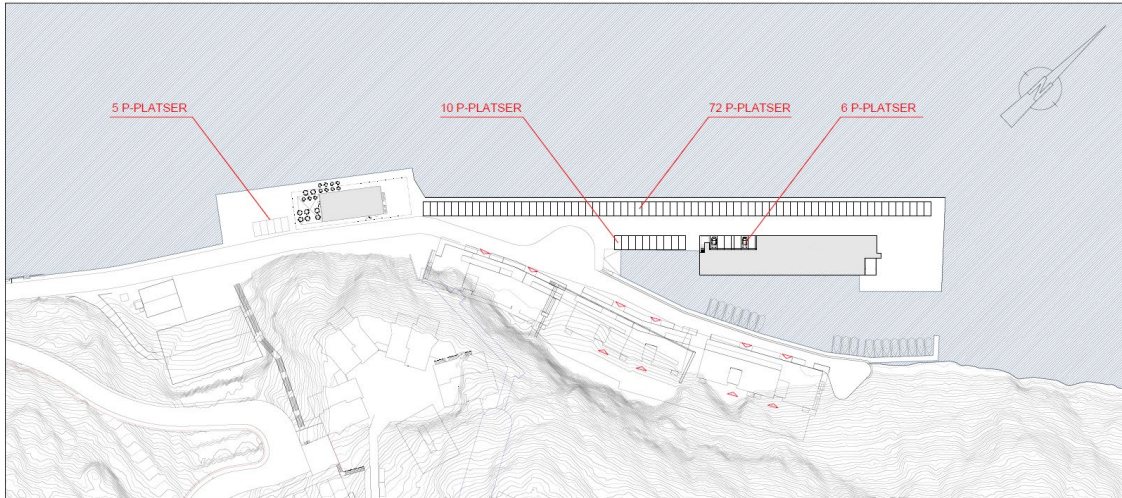 5 P-PLATSER
10 P-PLATSER
72 P-PLATSER
6 P-PLATSER
N